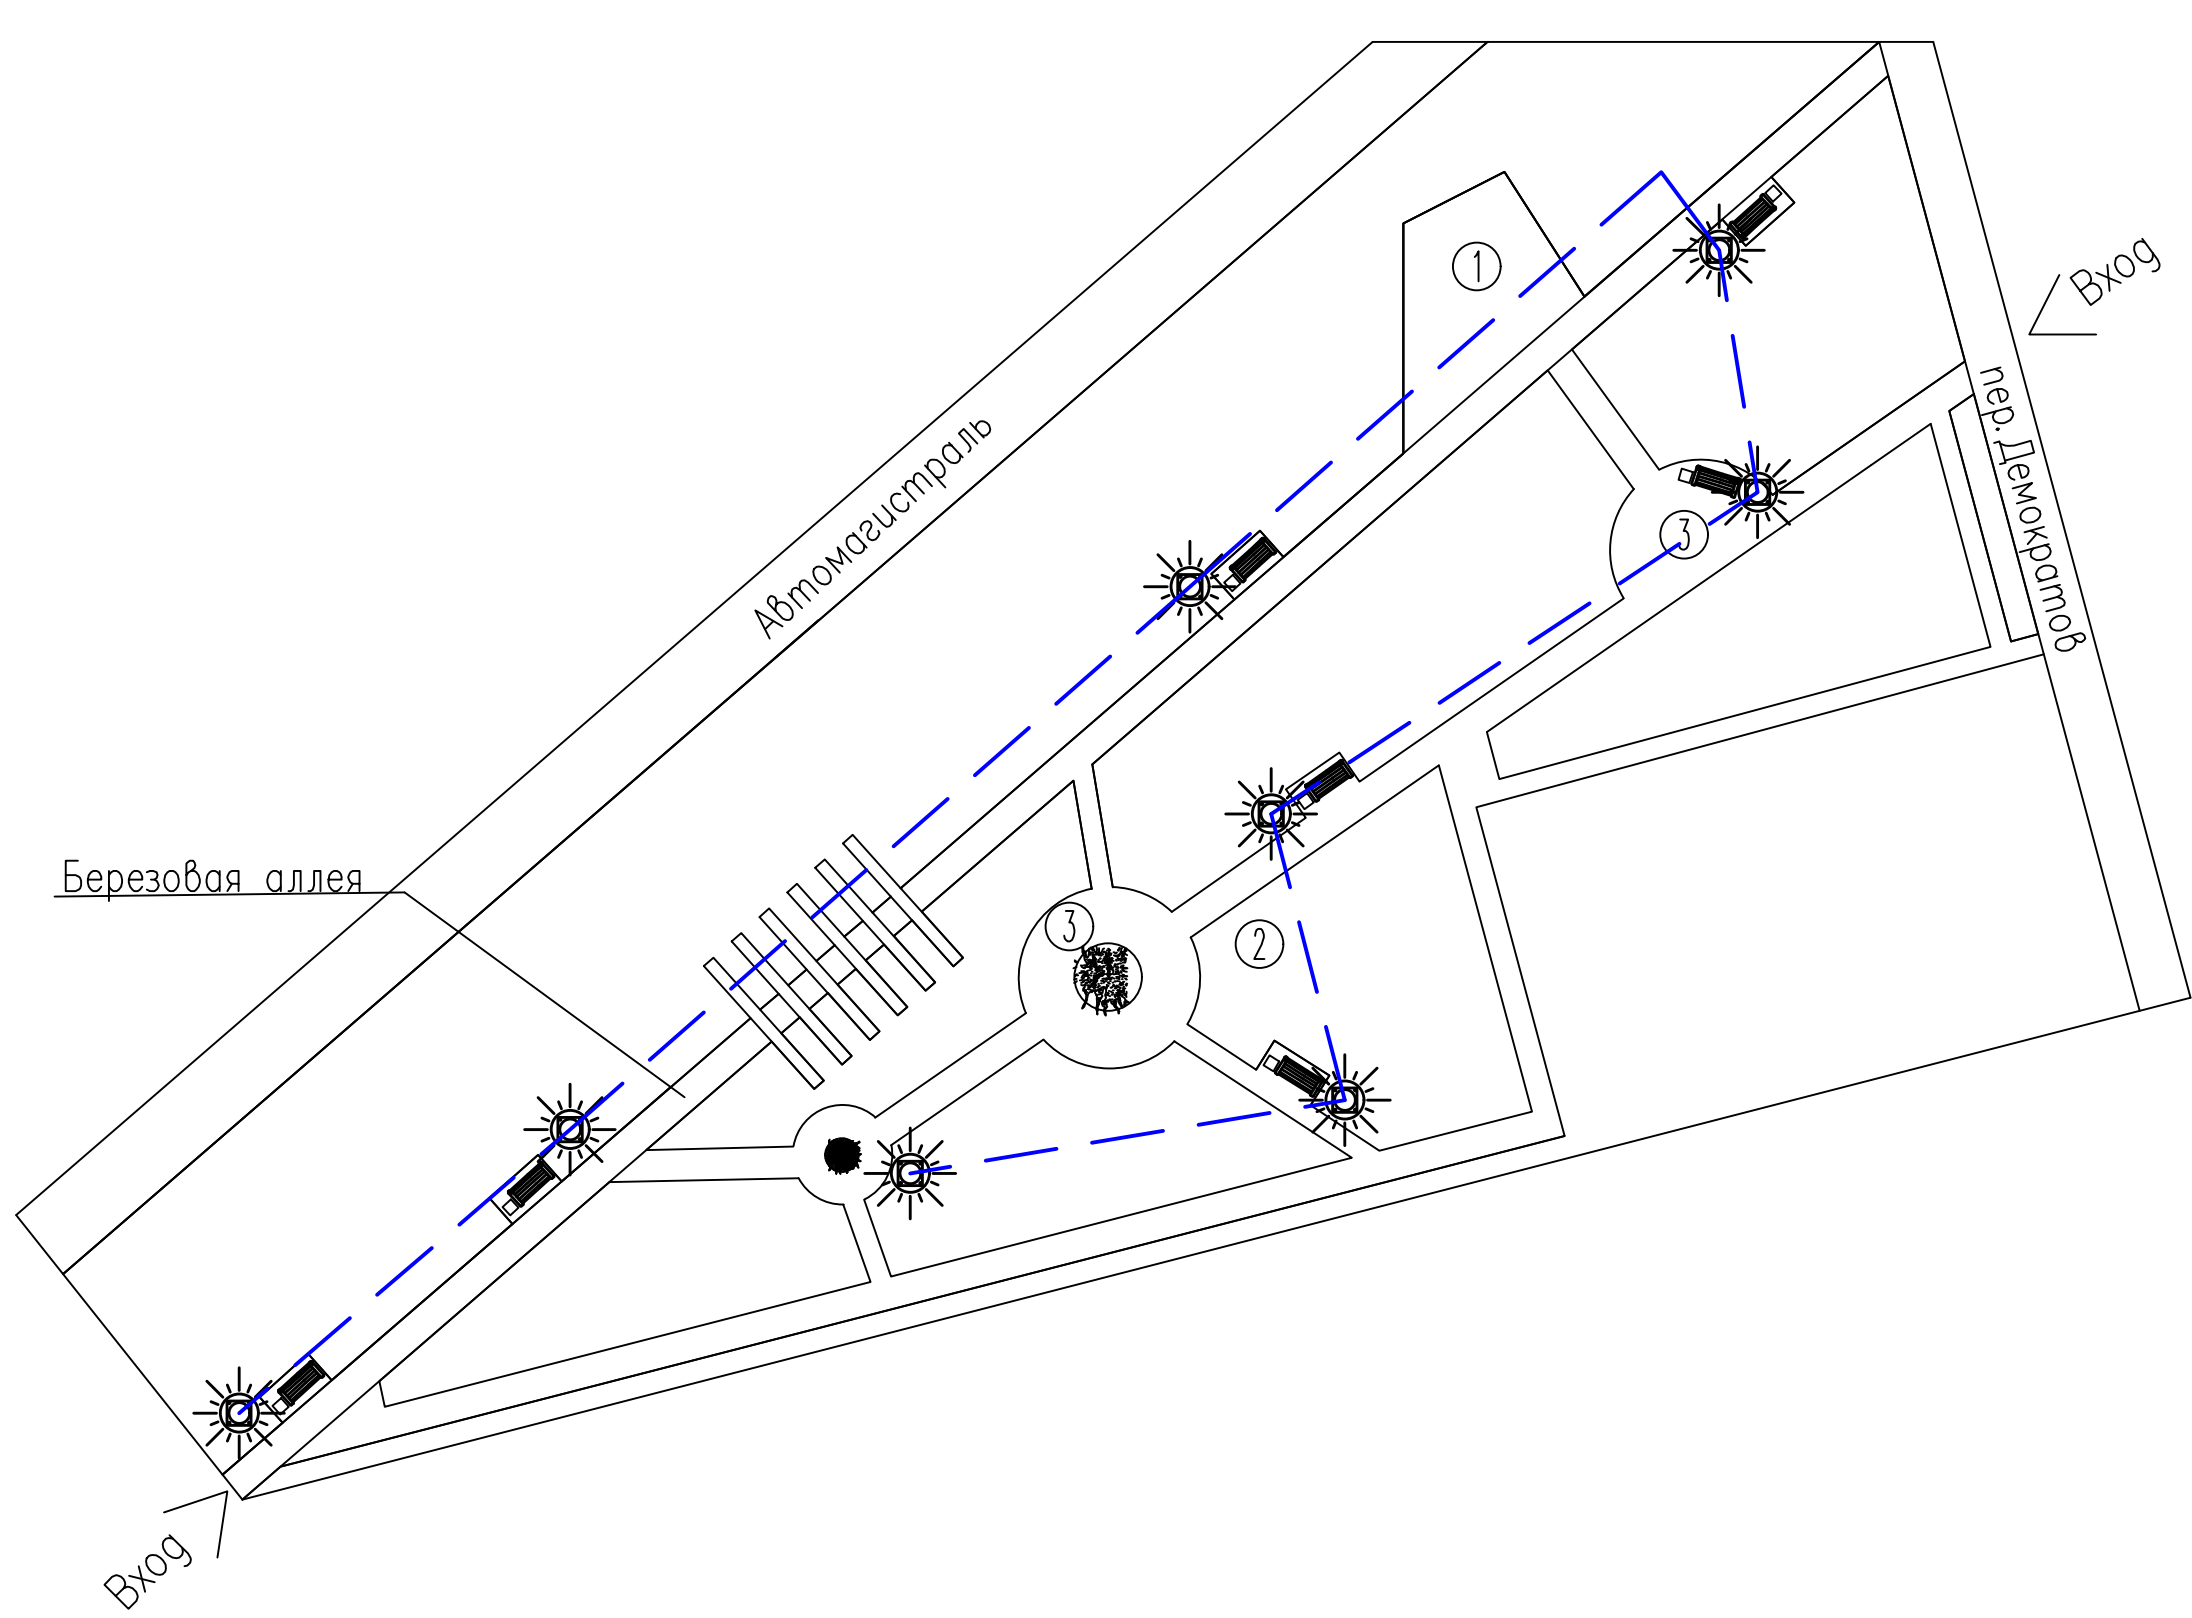 1
Вход
пер.Демократов
Автомагистраль
3
Березовая аллея
3
2
Вход